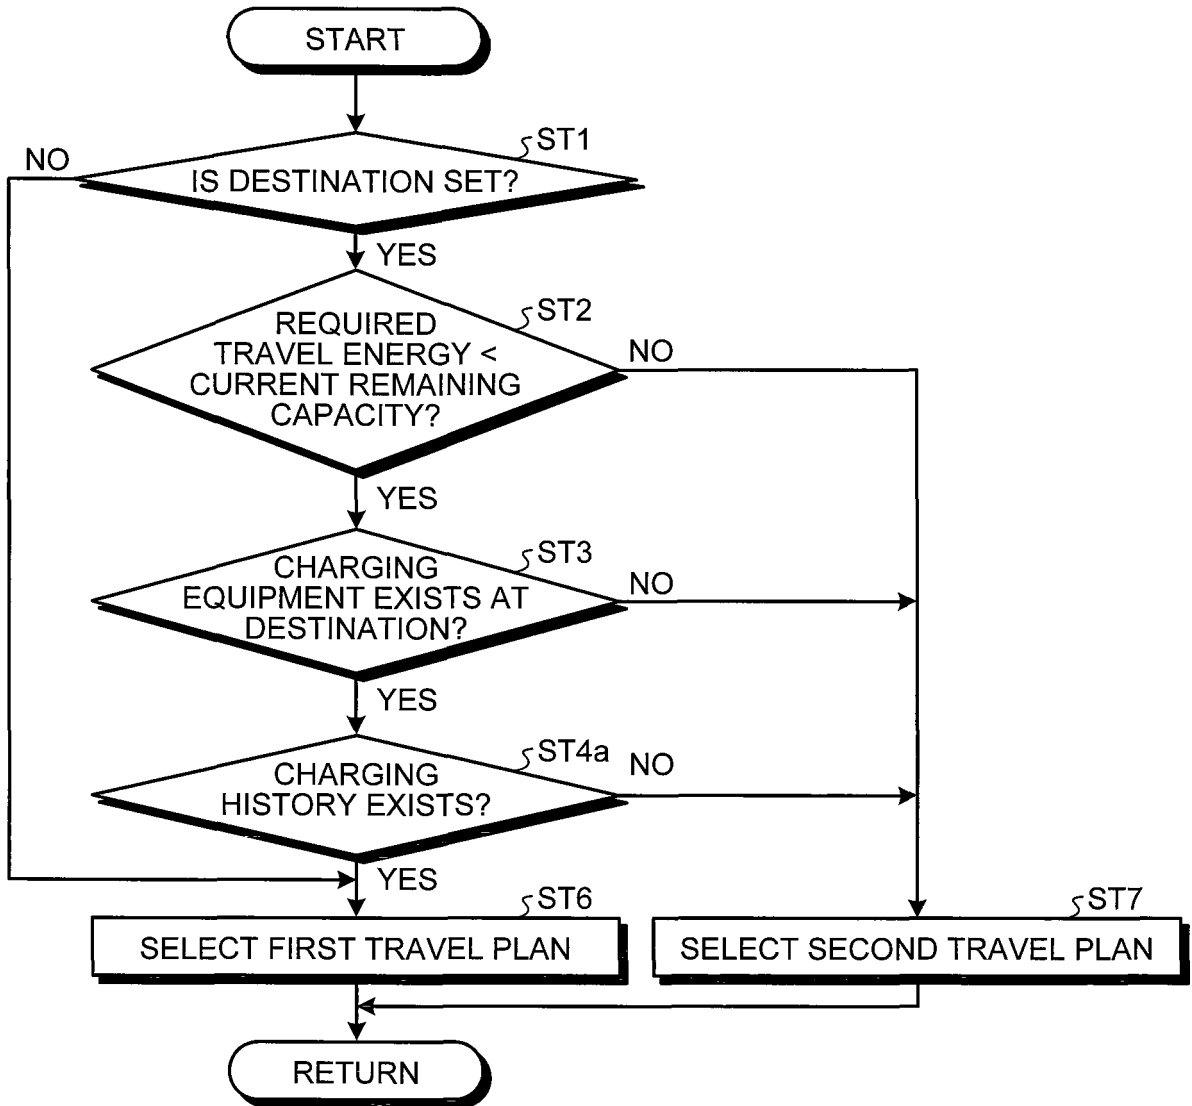 START
ST1
NO
IS DESTINATION SET?
YES
ST2
REQUIRED
TRAVEL ENERGY <
CURRENT REMAINING
CAPACITY?
NO
YES
ST3
CHARGING
EQUIPMENT EXISTS AT
DESTINATION?
NO
YES
ST4a
CHARGING
HISTORY EXISTS?
NO
YES
ST6
SELECT FIRST TRAVEL PLAN
ST7
SELECT SECOND TRAVEL PLAN
RETURN